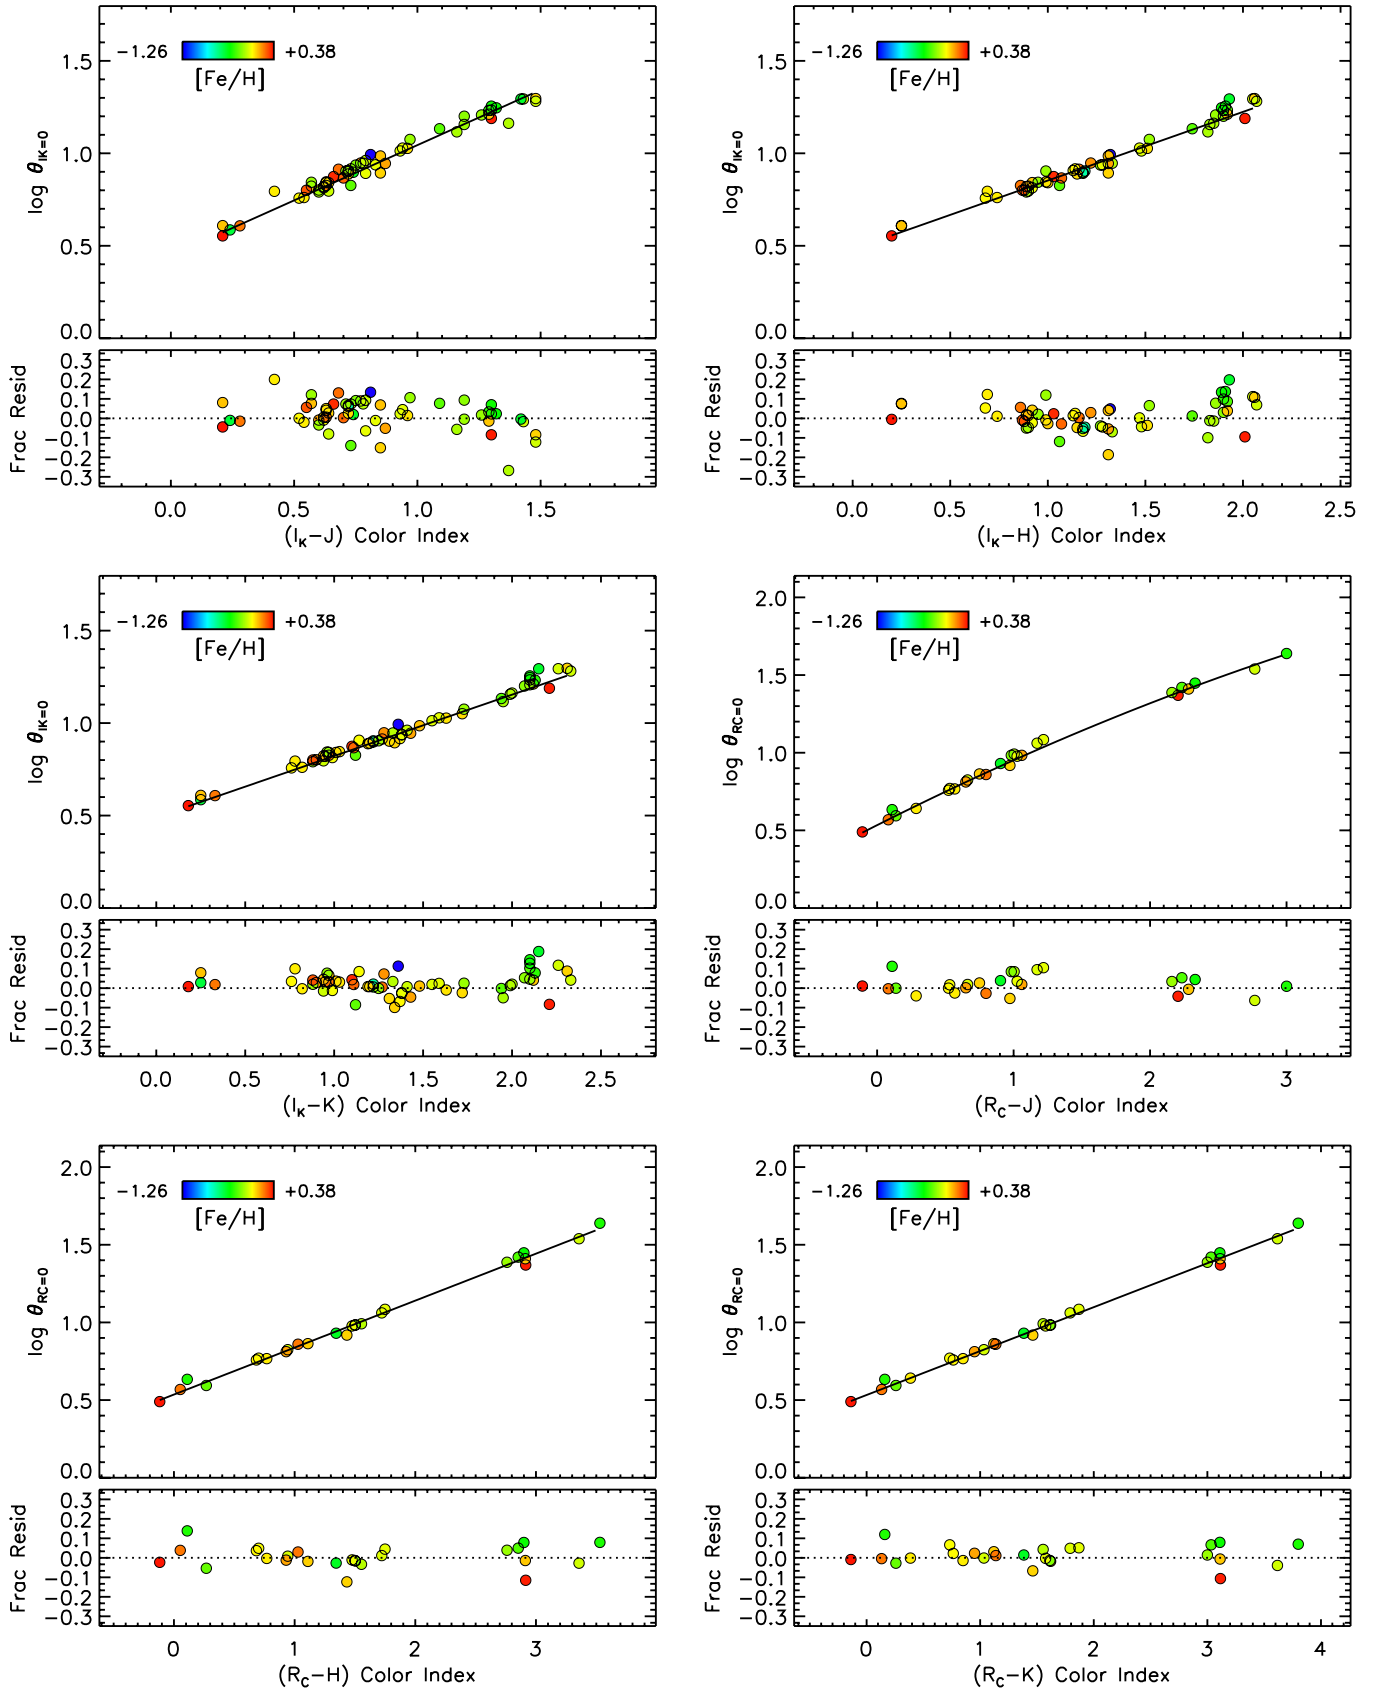 −1.26 +0.38
[Fe/H]
log θIK=0
1.5
1.0
0.5
0.0
Frac Resid
0.3
0.2
0.1
0.0
−0.1
−0.2
−0.3
0.0 0.5 1.0 1.5
(IK−J) Color Index
−1.26 +0.38
[Fe/H]
log θIK=0
1.5
1.0
0.5
0.0
Frac Resid
0.3
0.2
0.1
0.0
−0.1
−0.2
−0.3
0.0 0.5 1.0 1.5 2.0 2.5
(IK−H) Color Index
−1.26 +0.38
[Fe/H]
log θIK=0
1.5
1.0
0.5
0.0
Frac Resid
0.3
0.2
0.1
0.0
−0.1
−0.2
−0.3
0.0 0.5 1.0 1.5 2.0 2.5
(IK−K) Color Index
−1.26 +0.38
[Fe/H]
log θRC=0
2.0
1.5
1.0
0.5
0.0
Frac Resid
0.3
0.2
0.1
0.0
−0.1
−0.2
−0.3
0 1 2 3
(RC−J) Color Index
−1.26 +0.38
[Fe/H]
log θRC=0
2.0
1.5
1.0
0.5
0.0
Frac Resid
0.3
0.2
0.1
0.0
−0.1
−0.2
−0.3
0 1 2 3
(RC−H) Color Index
−1.26 +0.38
[Fe/H]
log θRC=0
2.0
1.5
1.0
0.5
0.0
Frac Resid
0.3
0.2
0.1
0.0
−0.1
−0.2
−0.3
0 1 2 3 4
(RC−K) Color Index